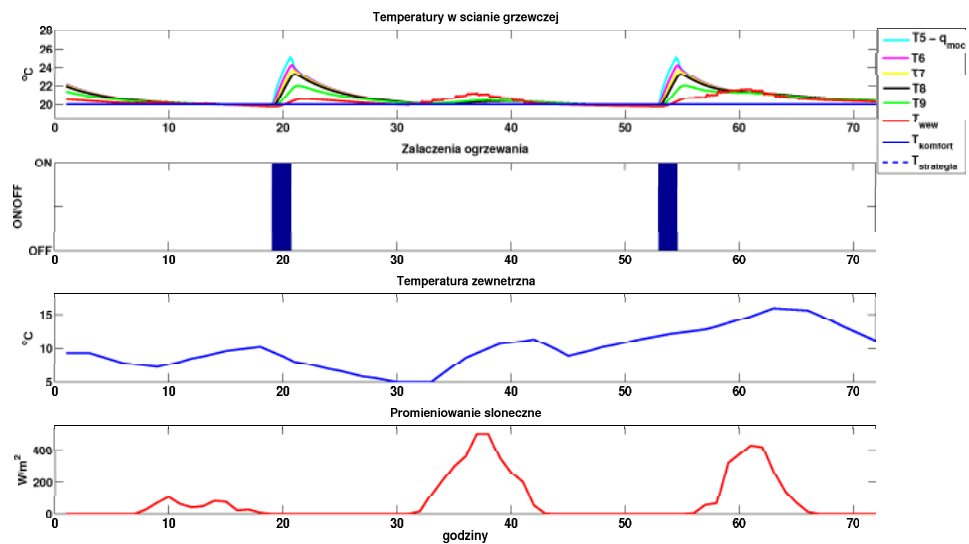 Temperatury w scianie grzewczej
28
26
24
22
20
°C
0 10 20 30 40 50 60 70
T5 – q moc
T6
T7
T8
T9
T wew
T komfort
T strategia
Zalaczenia ogrzewania
ON
OFF
ON/OFF
0 10 20 30 40 50 60 70
Temperatura zewnetrzna
15
10
5
°C
0 10 20 30 40 50 60 70
Promieniowanie sloneczne
400
200
0
W/m²
0 10 20 30 40 50 60 70
godziny